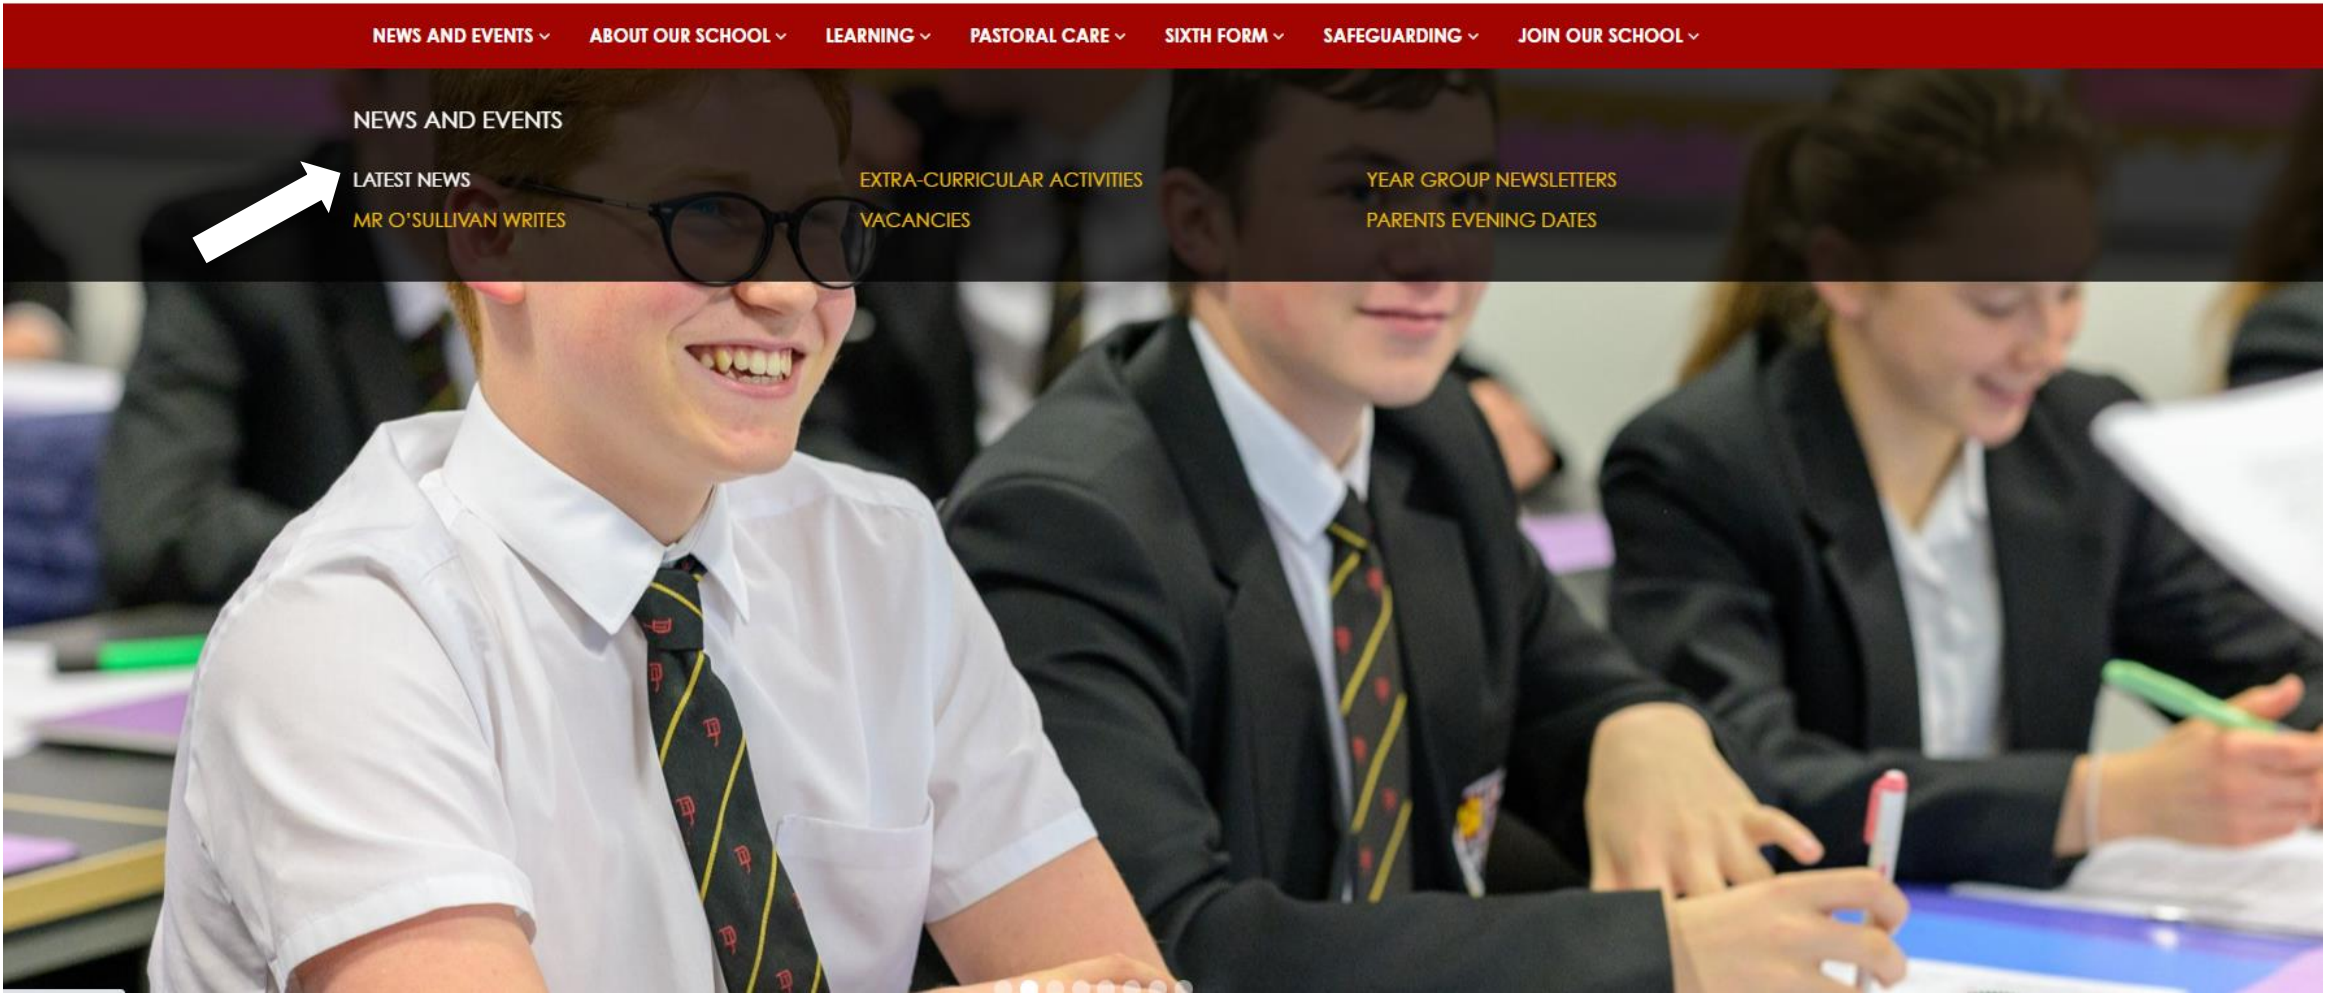 NEWS AND EVENTS ABOUT OUR SCHOOL LEARNING PASTORAL CARE SIXTH FORM SAFEGUARDING JOIN OUR SCHOOL
NEWS AND EVENTS
LATEST NEWS EXTRA-CURRICULAR ACTIVITIES YEAR GROUP NEWSLETTERS
MR O'SULLIVAN WRITES VACANCIES PARENTS EVENING DATES